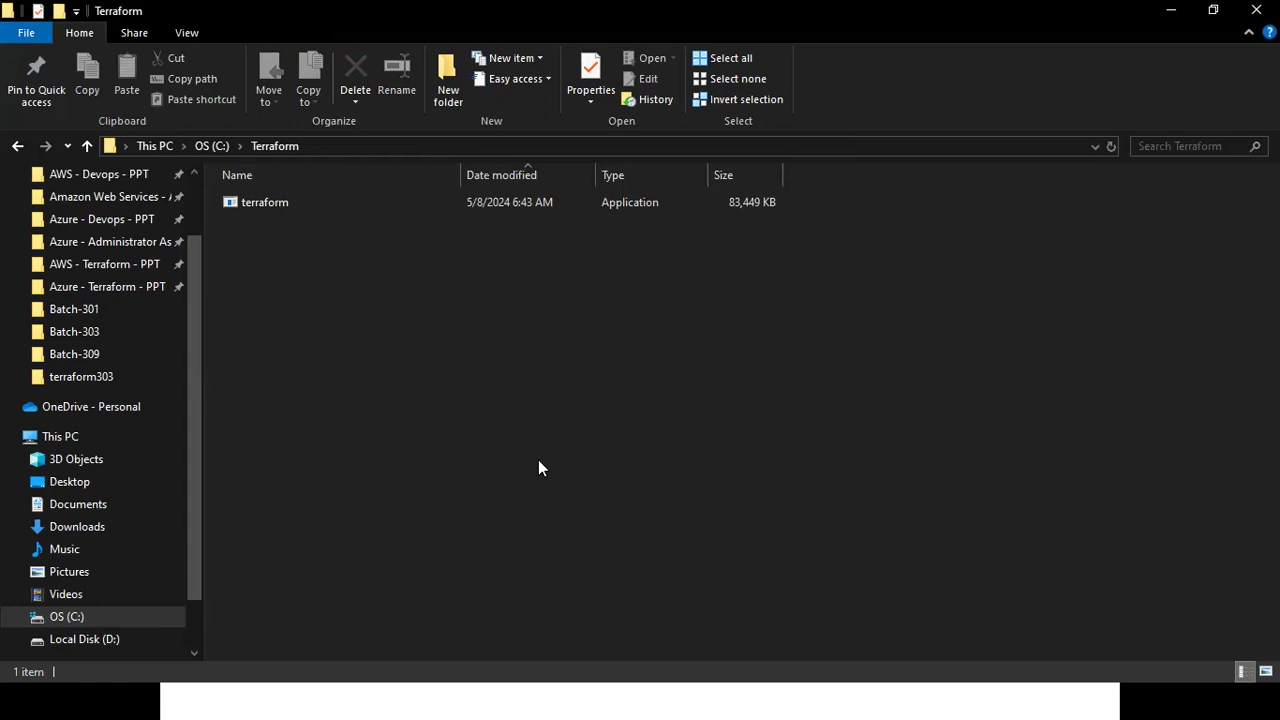 Terraform
File Home Share View
Pin to Quick access
Copy
Paste
Cut
Copy path
Paste shortcut
Clipboard
Move to
Copy to
Delete
Rename
Organize
New folder
New item
Easy access
New
Properties
Open
Edit
History
Open
Select all
Select none
Invert selection
Select
This PC > OS (C:) > Terraform
Search Terraform
Name Date modified Type Size
terraform 5/8/2024 6:43 AM Application 83,449 KB
AWS - Devops - PPT
Amazon Web Services -
Azure - Devops - PPT
Azure - Administrator As
AWS - Terraform - PPT
Azure - Terraform - PPT
Batch-301
Batch-303
Batch-309
terraform303
OneDrive - Personal
This PC
3D Objects
Desktop
Documents
Downloads
Music
Pictures
Videos
OS (C:)
Local Disk (D:)
1 item